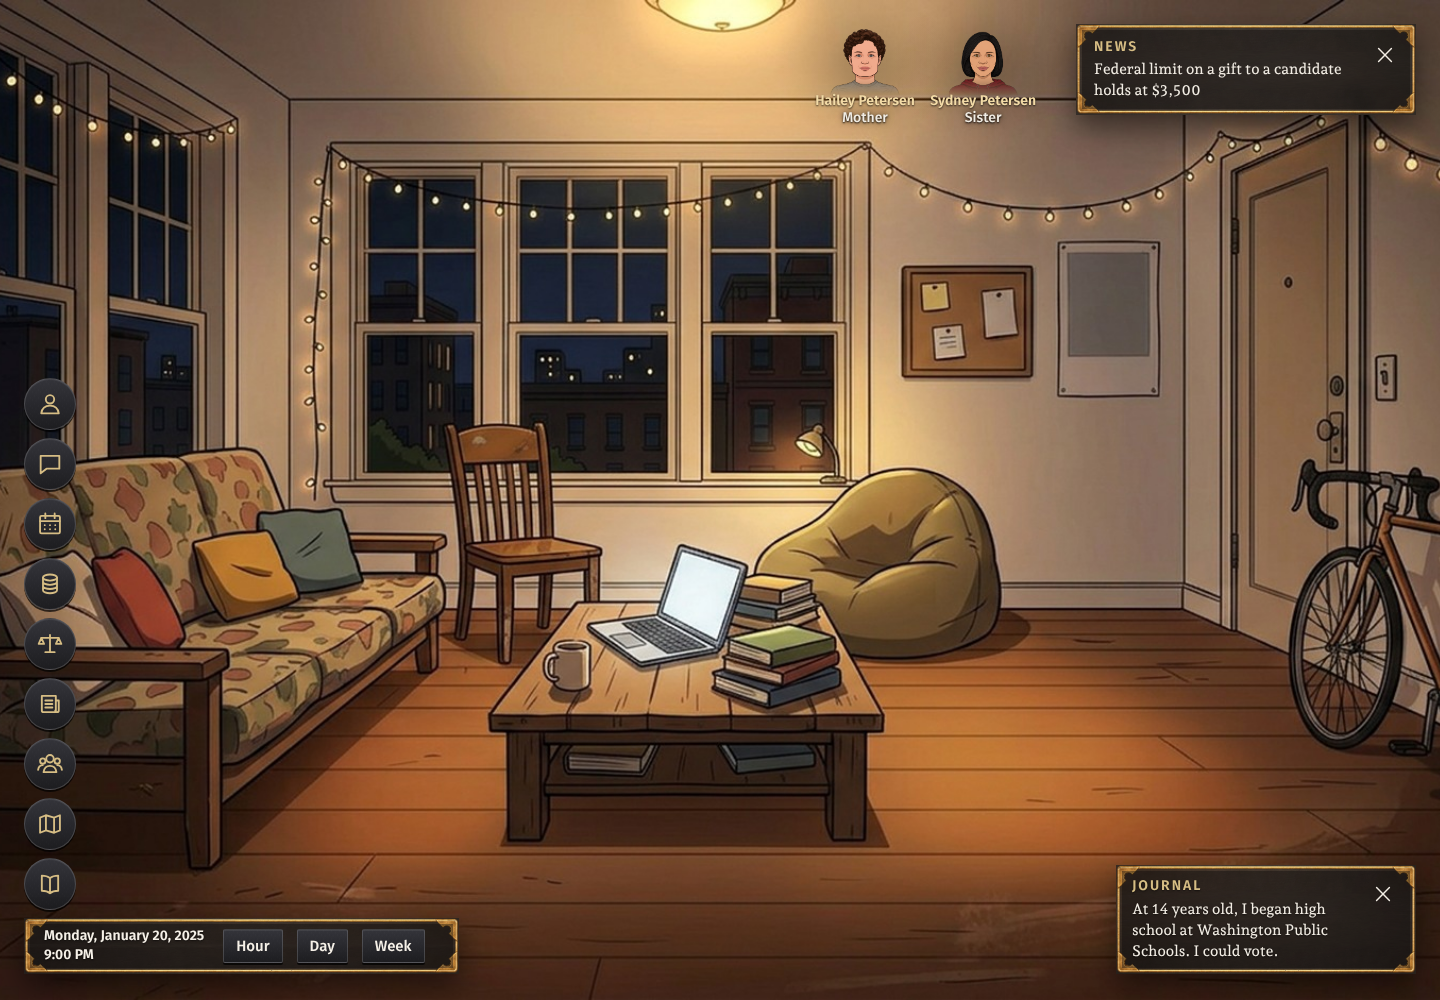 NEWS
Federal limit on a gift to a candidate
holds at $3,500
Hailey Petersen
Mother
Sydney Petersen
Sister
JOURNAL
At 14 years old, I began high
school at Washington Public
Schools. I could vote.
Monday, January 20, 2025
9:00 PM
Hour
Day
Week